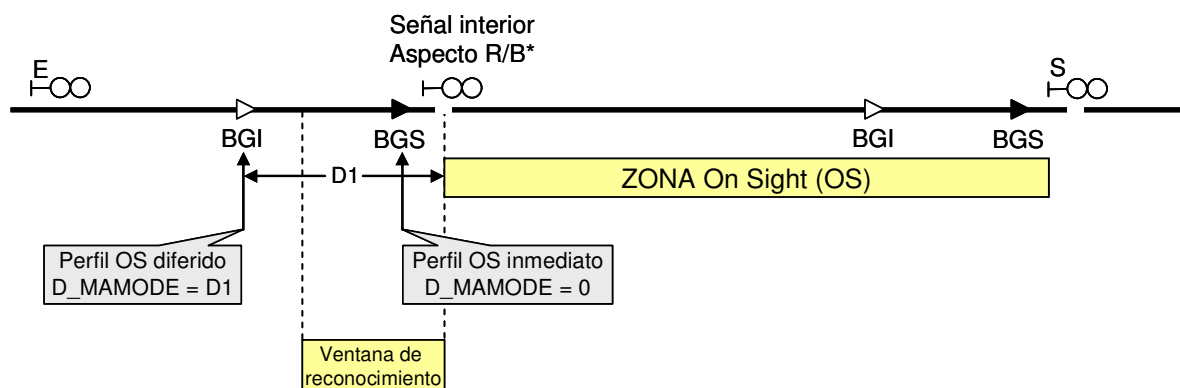 Señal interior
Aspecto R/B*
E
S
BGI
BGS
BGI
BGS
D1
ZONA On Sight (OS)
Perfil OS diferido
D_MAMODE = D1
Perfil OS inmediato
D_MAMODE = 0
Ventana de
reconocimiento